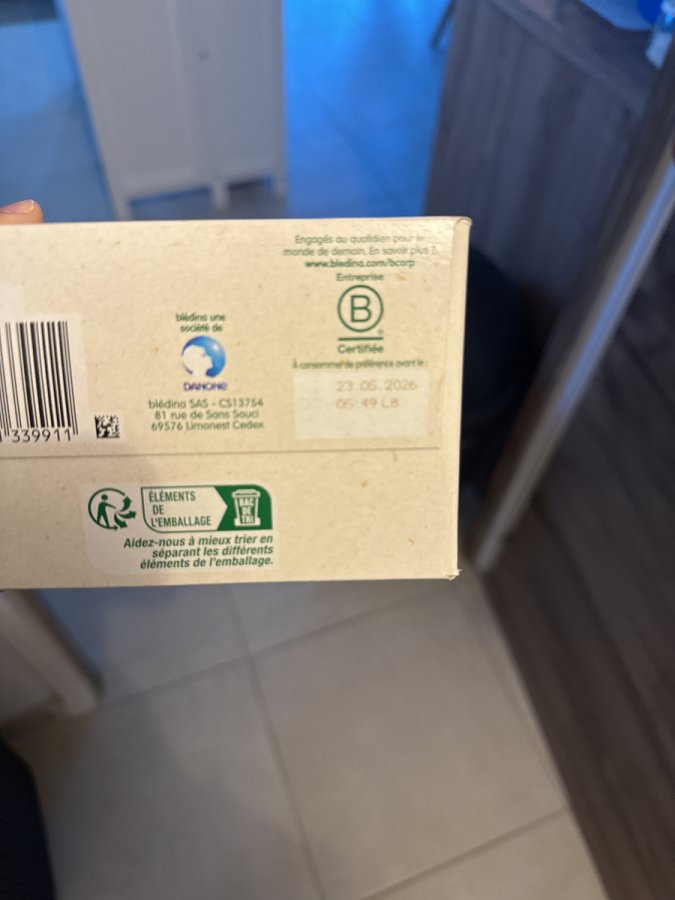 Engagés au quotidien pour le
monde de demain. En savoir plus ?
www.bledina.com/bcorp
Entreprise
B
®
Certifiée
À consommer de préférence avant le :
23.05.2026
05:49 L8
blédina une
société de
DANONE
blédina SAS - CS13754
81 rue de Sans Souci
69576 Limonest Cedex
339911
ÉLÉMENTS
DE
L'EMBALLAGE
BAC
DE
TRI
Aidez-nous à mieux trier en
séparant les différents
éléments de l'emballage.